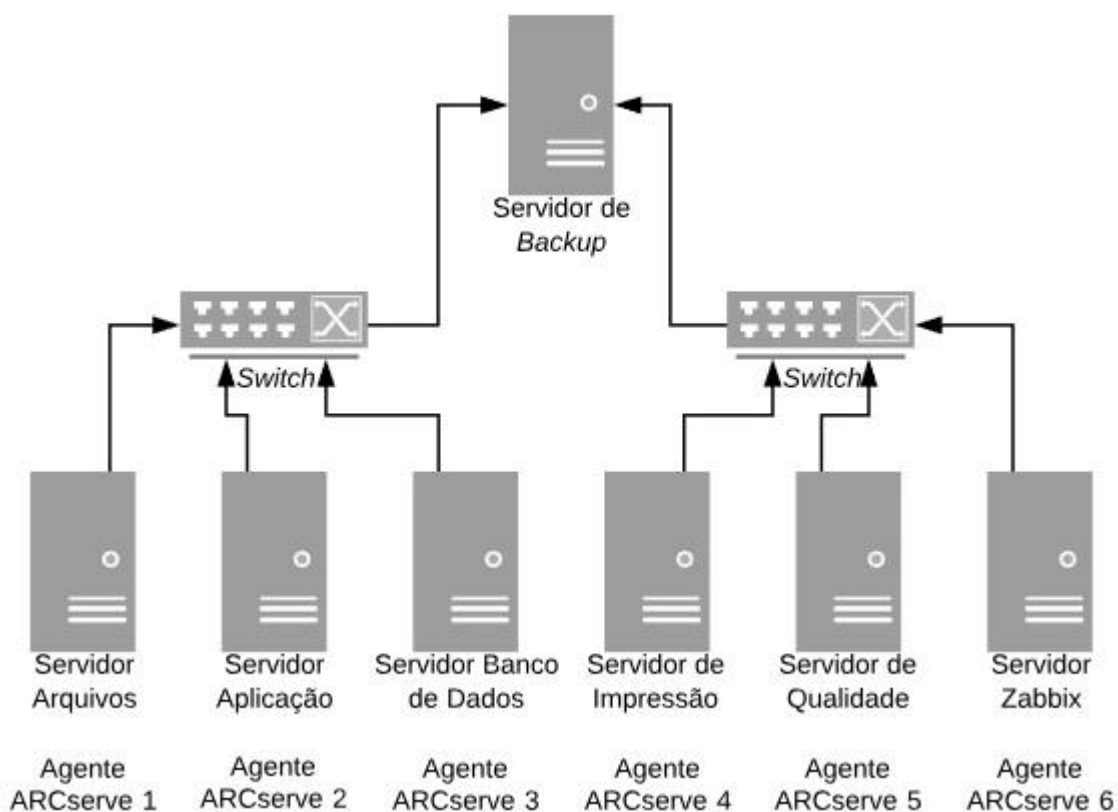 Servidor de
Backup
Switch
Switch
Servidor
Arquivos
Servidor
Aplicação
Servidor Banco
de Dados
Servidor de
Impressão
Servidor de
Qualidade
Servidor
Zabbix
Agente
ARCserve 1
Agente
ARCserve 2
Agente
ARCserve 3
Agente
ARCserve 4
Agente
ARCserve 5
Agente
ARCserve 6